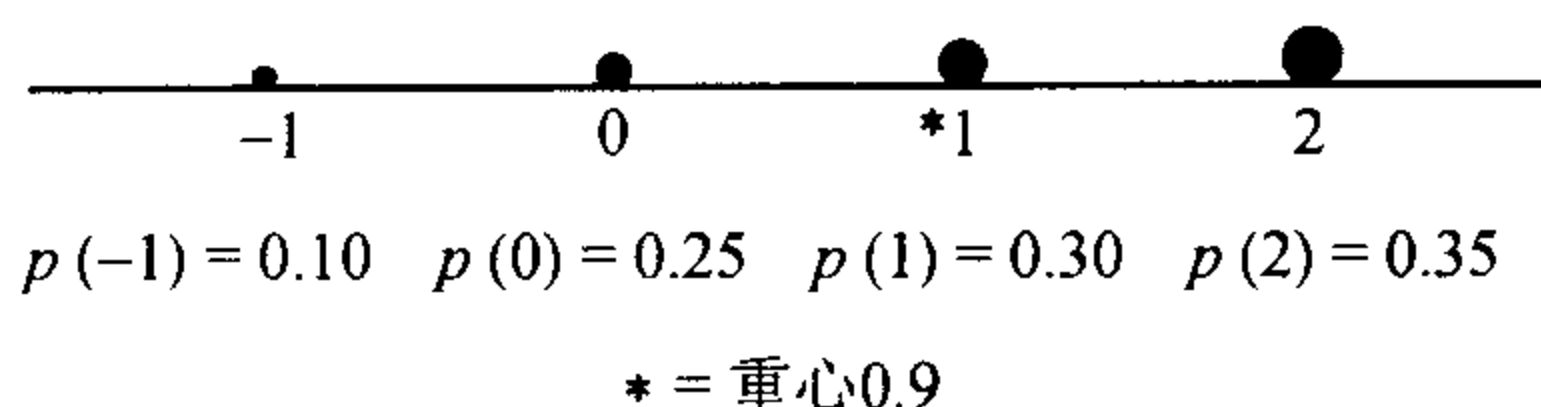 −1 0 *1 2
p (−1) = 0.10 p (0) = 0.25 p (1) = 0.30 p (2) = 0.35
* = 重心0.9